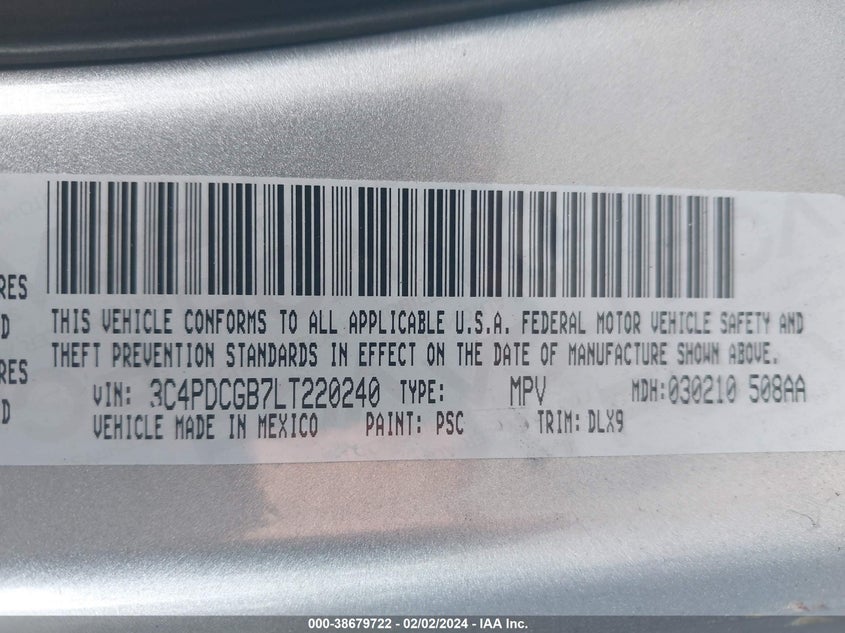 THIS VEHICLE CONFORMS TO ALL APPLICABLE U.S.A. FEDERAL MOTOR VEHICLE SAFETY AND
RES
D
THEFT PREVENTION STANDARDS IN EFFECT ON THE DATE OF MANUFACTURE SHOWN ABOVE.
RES
VIN: 3C4PDCGB7LT220240 TYPE: MPV MDH: 030210 508AA
D
VEHICLE MADE IN MEXICO PAINT: PSC TRIM: DLX9
000-38679722 - 02/02/2024 - IAA Inc.